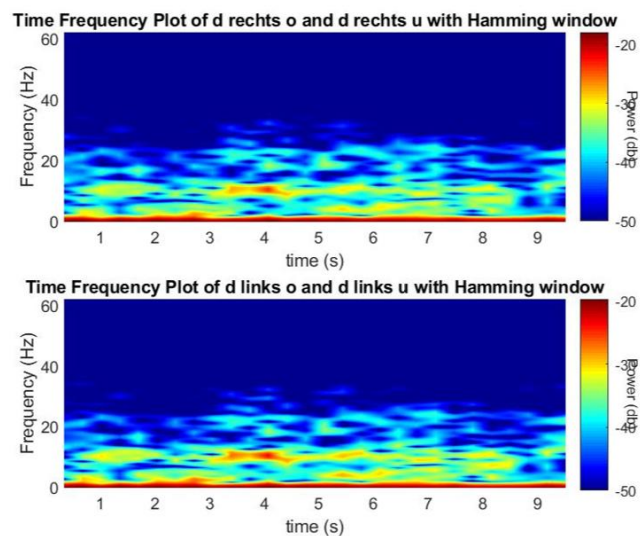 Time Frequency Plot of d rechts o and d rechts u with Hamming window
60
40
20
0
Frequency (Hz)
1 2 3 4 5 6 7 8 9
time (s)
-20
-30
-40
-50
Power (db)
Time Frequency Plot of d links o and d links u with Hamming window
60
40
20
0
Frequency (Hz)
1 2 3 4 5 6 7 8 9
time (s)
-20
-30
-40
-50
Power (db)